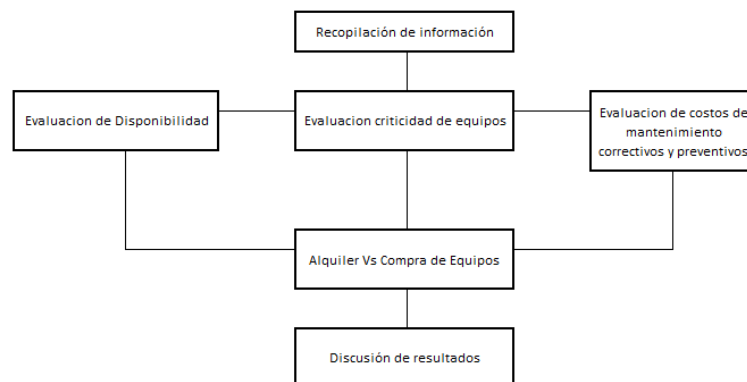 Recopilación de información
Evaluacion de Disponibilidad
Evaluacion criticidad de equipos
Evaluacion de costos de
mantenimiento
correctivos y preventivos
Alquiler Vs Compra de Equipos
Discusión de resultados